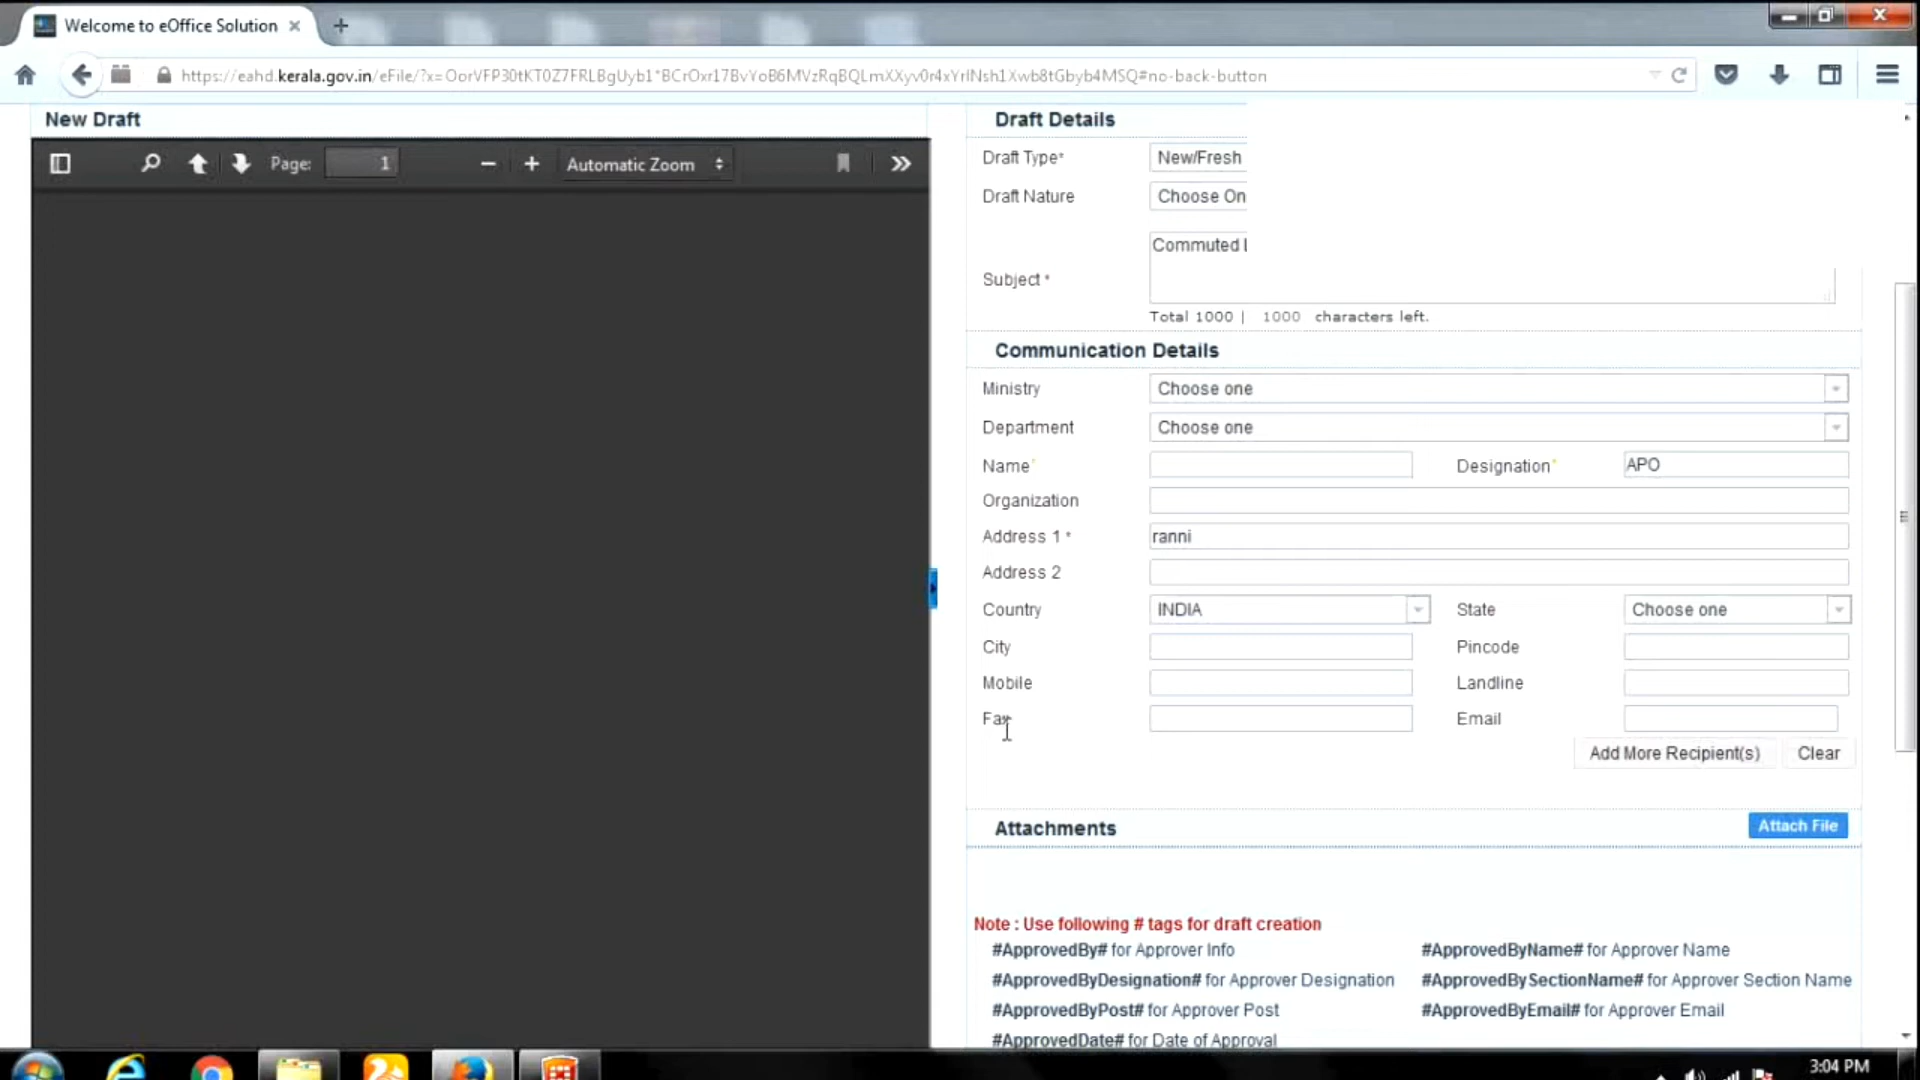 Welcome to eOffice Solution
https://eahd.kerala.gov.in/eFile/?x=OorVFP30tKT0Z7FRLBgUyb1*BCrOxr17BvYoB6MVzRqBQLmXXyv0r4xYrINsh1Xwb8tGbyb4MSQ#no-back-button
New Draft
Page: 1
Automatic Zoom
Draft Details
Draft Type* New/Fresh
Draft Nature Choose On
Subject * Commuted
Total 1000 | 1000 characters left.
Communication Details
Ministry Choose one
Department Choose one
Name* Designation* APO
Organization
Address 1 * ranni
Address 2
Country INDIA State Choose one
City Pincode
Mobile Landline
Fax Email
Add More Recipient(s) Clear
Attachments Attach File
Note : Use following # tags for draft creation
#ApprovedBy# for Approver Info #ApprovedByName# for Approver Name
#ApprovedByDesignation# for Approver Designation #ApprovedBySectionName# for Approver Section Name
#ApprovedByPost# for Approver Post #ApprovedByEmail# for Approver Email
#ApprovedDate# for Date of Approval
3:04 PM